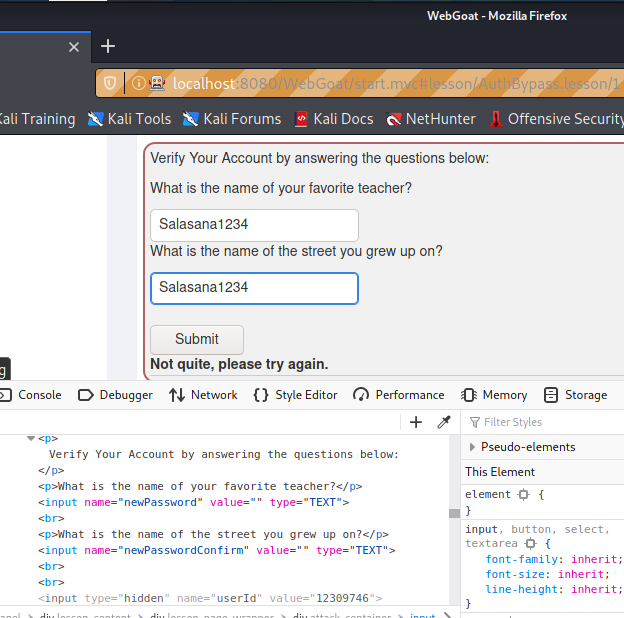 WebGoat - Mozilla Firefox
localhost:8080/WebGoat/start.mvc#lesson/AuthBypass.lesson/1
Kali Training Kali Tools Kali Forums Kali Docs NetHunter Offensive Security
Verify Your Account by answering the questions below:
What is the name of your favorite teacher?
Salasana1234
What is the name of the street you grew up on?
Salasana1234
Submit
Not quite, please try again.
g
Console Debugger Network {} Style Editor Performance Memory Storage
Filter Styles
<p>
Verify Your Account by answering the questions below:
</p>
<p>What is the name of your favorite teacher?</p>
<input name="newPassword" value="" type="TEXT">
<br>
<p>What is the name of the street you grew up on?</p>
<input name="newPasswordConfirm" value="" type="TEXT">
<br>
<br>
<input type="hidden" name="userId" value="12309746">
div.lesson_content div.lesson_page_wrapper div.attack_container input
Pseudo-elements
This Element
element {
}
input, button, select,
textarea {
font-family: inherit;
font-size: inherit;
line-height: inherit;
}